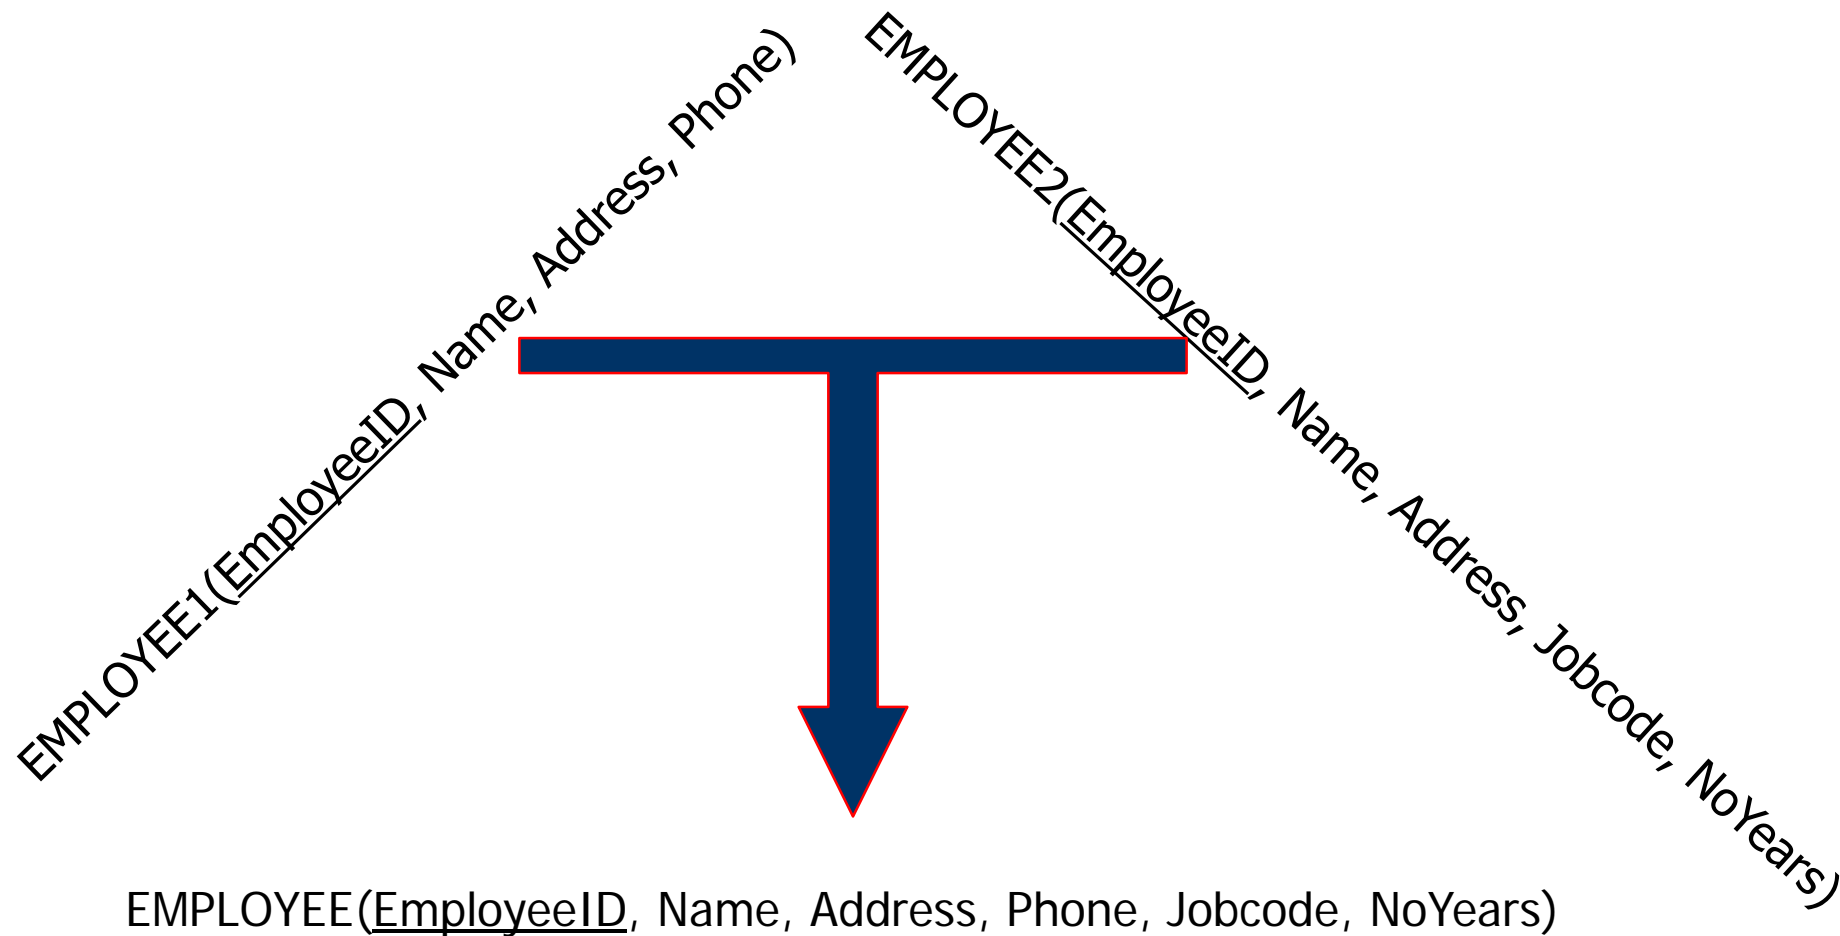 EMPLOYEE1(EmployeeID, Name, Address, Phone)
EMPLOYEE2(EmployeeID, Name, Address, Jobcode, NoYears)
EMPLOYEE(EmployeeID, Name, Address, Phone, Jobcode, NoYears)